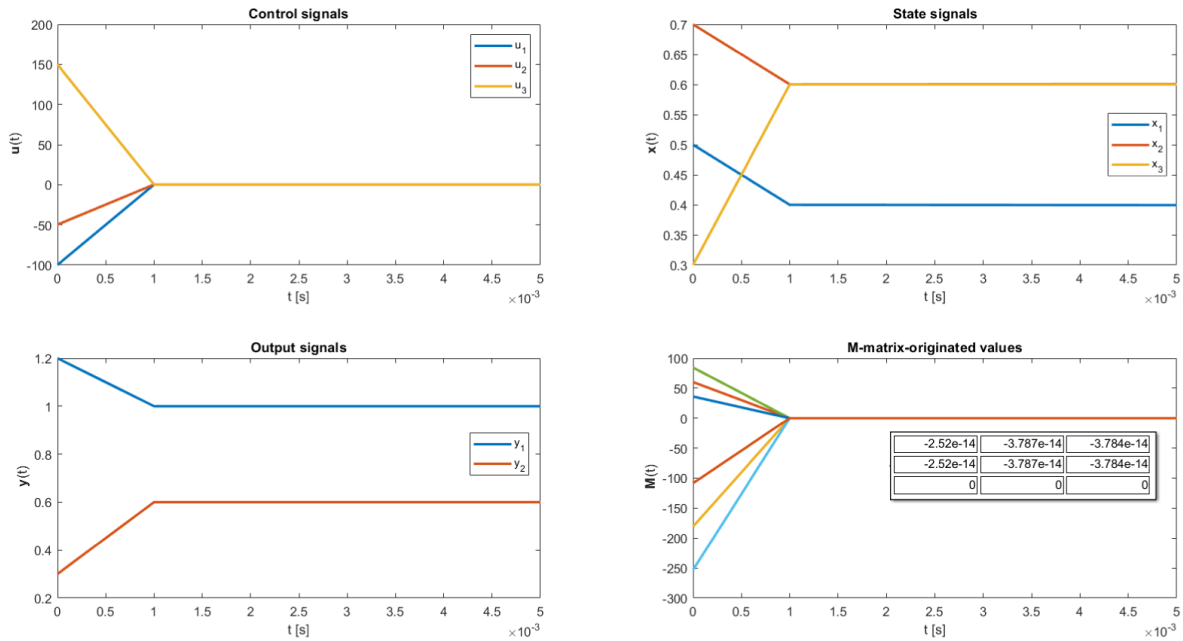 Control signals
200
150
100
50
0
-50
-100
u(t)
u1
u2
u3
0 0.5 1 1.5 2 2.5 3 3.5 4 4.5 5
t [s]
×10-3
State signals
0.7
0.65
0.6
0.55
0.5
0.45
0.4
0.35
0.3
x(t)
x1
x2
x3
0 0.5 1 1.5 2 2.5 3 3.5 4 4.5 5
t [s]
×10-3
Output signals
1.2
1
0.8
0.6
0.4
0.2
y(t)
y1
y2
0 0.5 1 1.5 2 2.5 3 3.5 4 4.5 5
t [s]
×10-3
M-matrix-originated values
100
50
0
-50
-100
-150
-200
-250
-300
M(t)
-2.52e-14 -3.787e-14 -3.784e-14
-2.52e-14 -3.787e-14 -3.784e-14
0 0 0
0 0.5 1 1.5 2 2.5 3 3.5 4 4.5 5
t [s]
×10-3